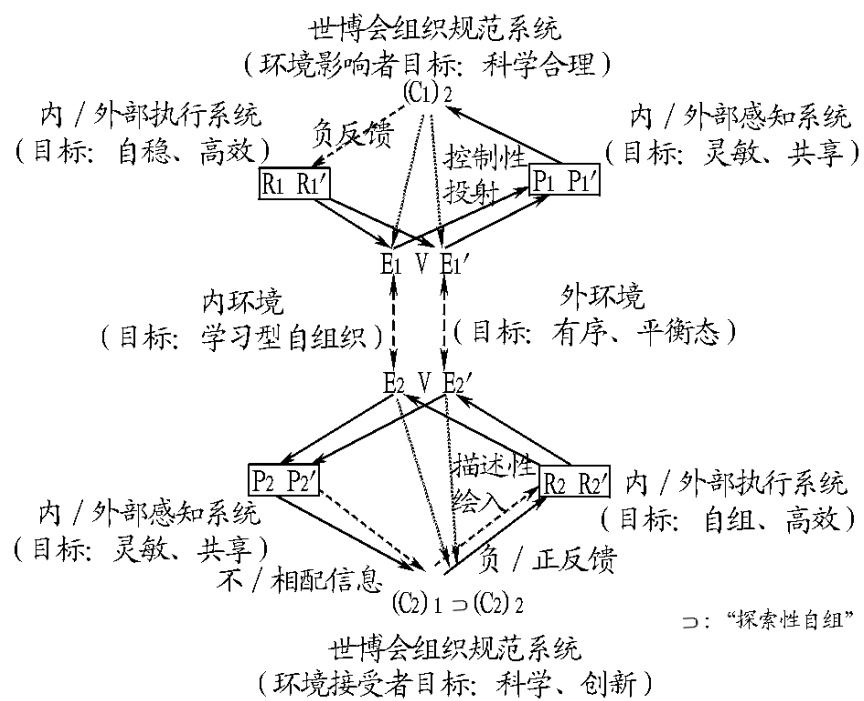 世博会组织规范系统
（环境影响者目标：科学合理）
(C1) 2
内／外部执行系统
（目标：自稳、高效）
负反馈
控制性
投射
内／外部感知系统
（目标：灵敏、共享）
R1 R1′
P1 P1′
E1 V E1′
内环境
（目标：学习型自组织）
外环境
（目标：有序、平衡态）
E2 V E2′
P2 P2′
描述性
绘入
R2 R2′
内／外部感知系统
（目标：灵敏、共享）
内／外部执行系统
（目标：自组、高效）
不／相配信息
负／正反馈
(C2) 1 ⊃ (C2) 2
⊃：“探索性自组”
世博会组织规范系统
（环境接受者目标：科学、创新）